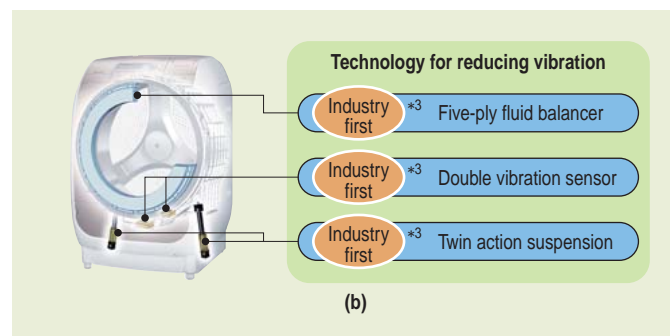 Technology for reducing vibration
Industry
first
*3 Five-ply fluid balancer
Industry
first
*3 Double vibration sensor
Industry
first
*3 Twin action suspension
(b)